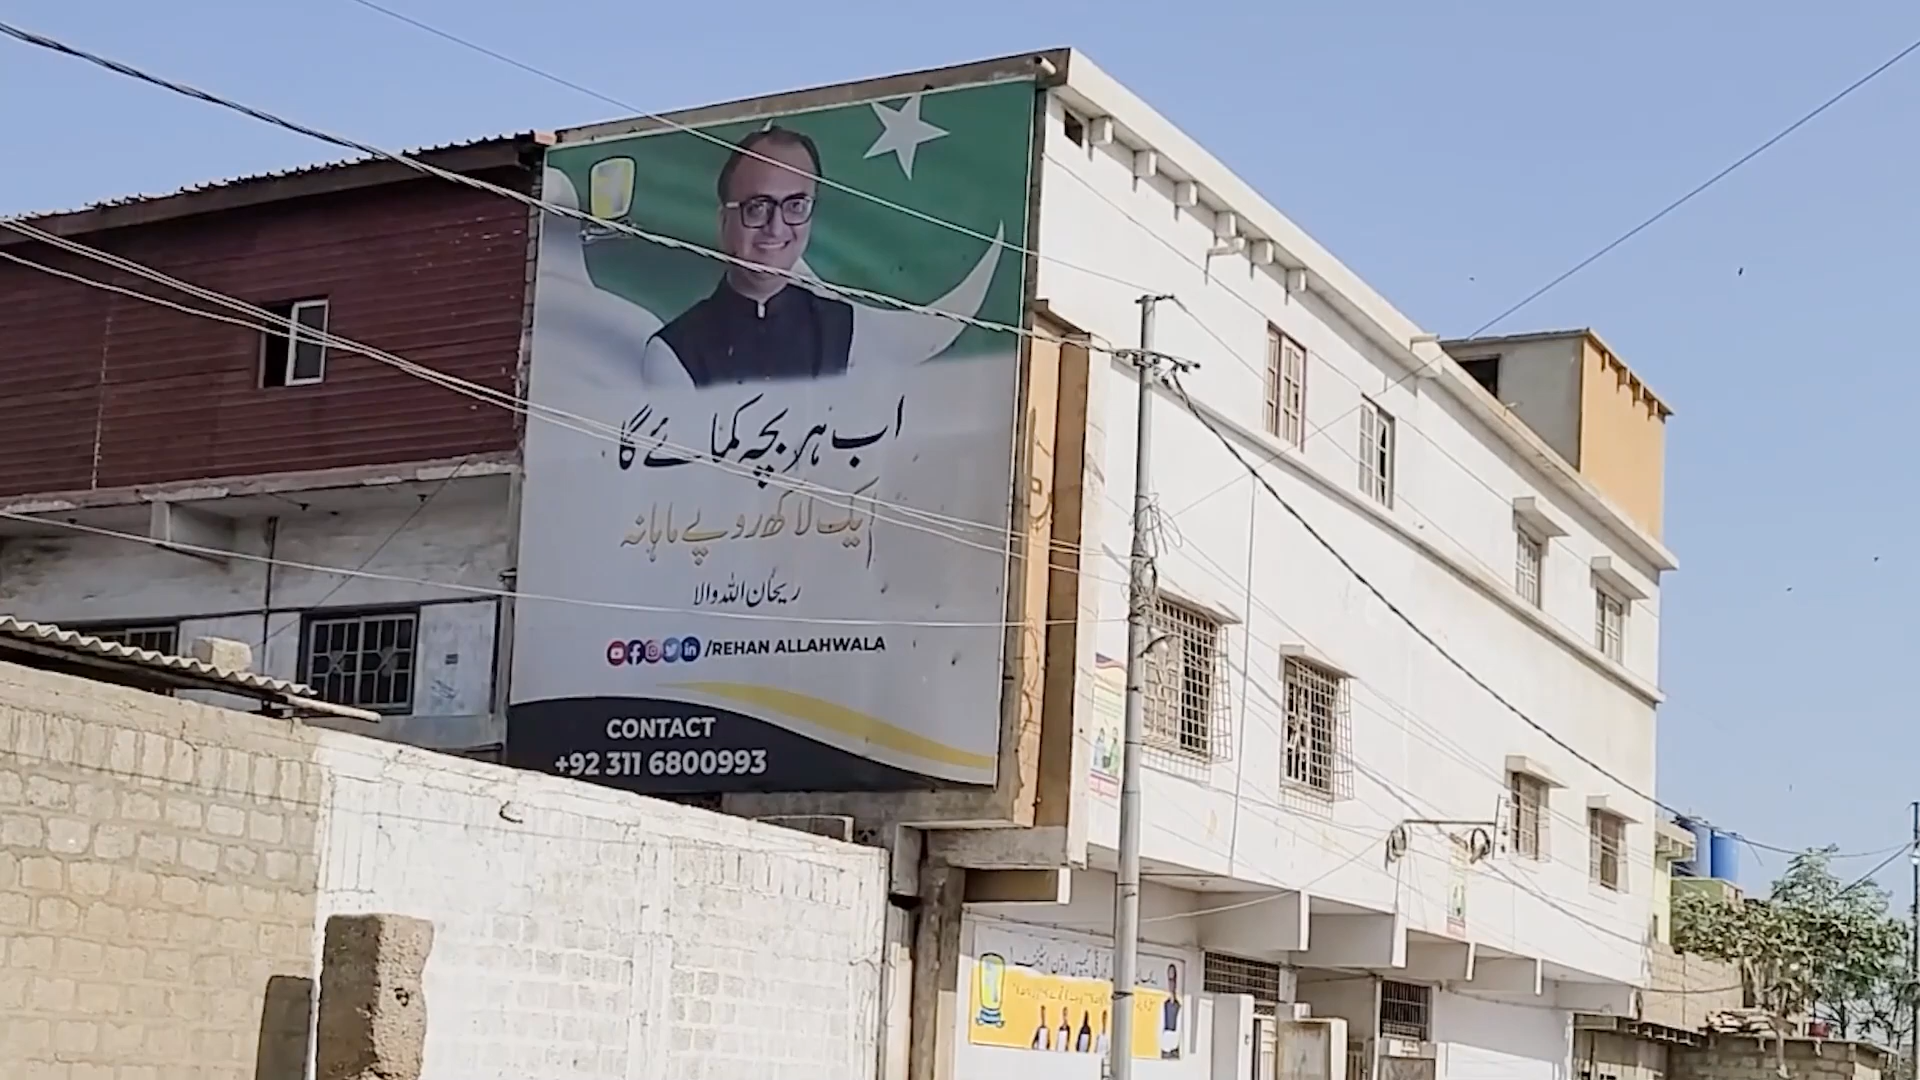 اب ہر بچہ کمائے گا
ایک لاکھ روپے ماہانہ
ریحان اللہ والا
/REHAN ALLAHWALA
CONTACT
+92 311 6800993